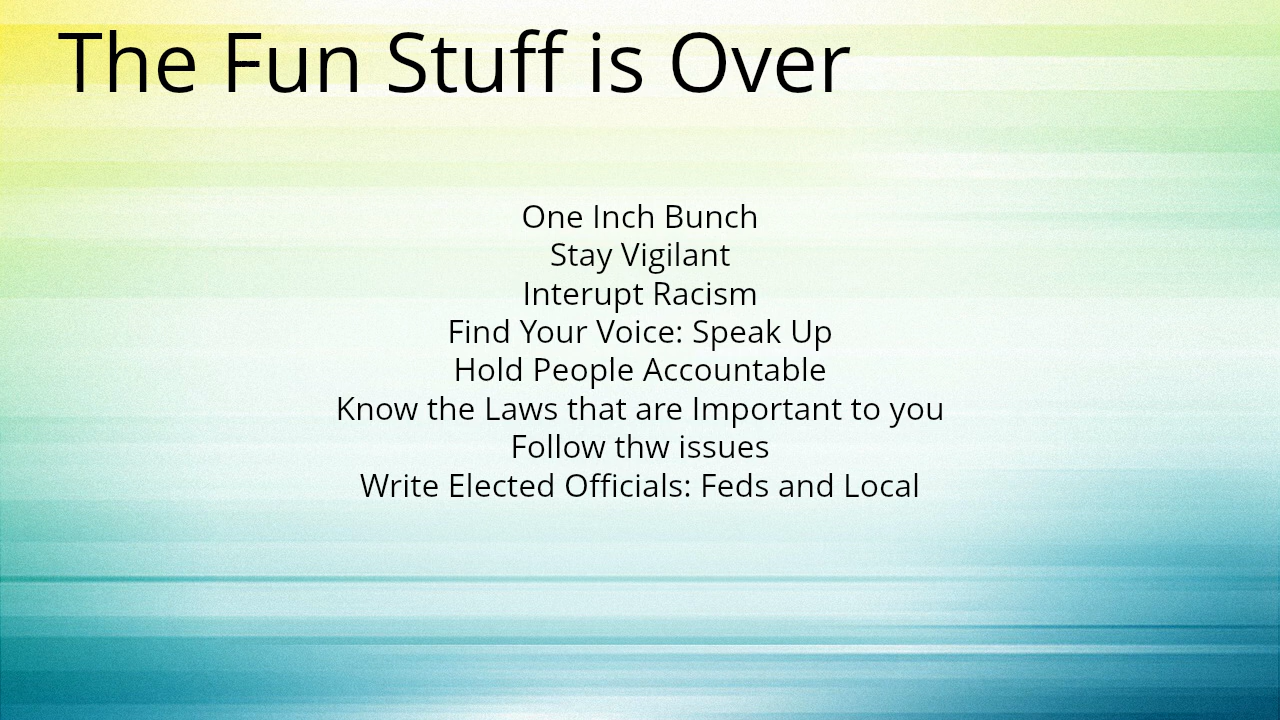 The Fun Stuff is Over
One Inch Bunch
Stay Vigilant
Interupt Racism
Find Your Voice: Speak Up
Hold People Accountable
Know the Laws that are Important to you
Follow thw issues
Write Elected Officials: Feds and Local